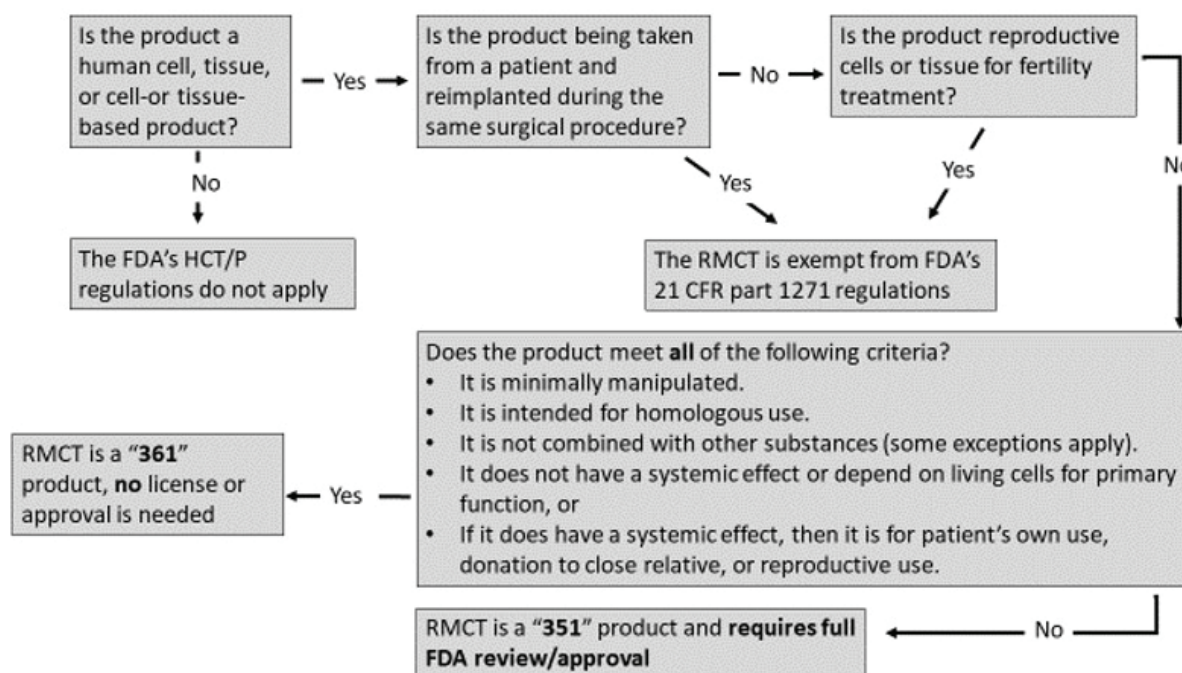 Is the product a
human cell, tissue,
or cell-or tissue-
based product?
Yes
Is the product being taken
from a patient and
reimplanted during the
same surgical procedure?
No
Is the product reproductive
cells or tissue for fertility
treatment?
No
Yes
Yes
No
The FDA's HCT/P
regulations do not apply
The RMCT is exempt from FDA's
21 CFR part 1271 regulations
Does the product meet all of the following criteria?
• It is minimally manipulated.
• It is intended for homologous use.
• It is not combined with other substances (some exceptions apply).
• It does not have a systemic effect or depend on living cells for primary
function, or
• If it does have a systemic effect, then it is for patient's own use,
donation to close relative, or reproductive use.
Yes
RMCT is a "361"
product, no license or
approval is needed
No
RMCT is a "351" product and requires full
FDA review/approval